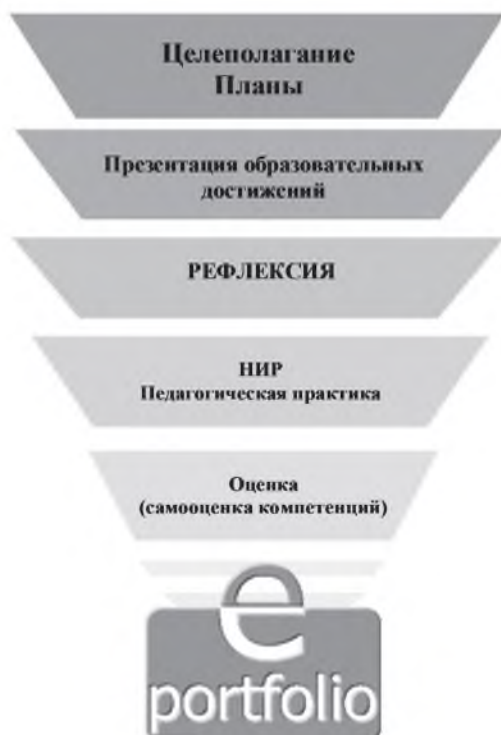 Целеполагание
Планы
Презентация образовательных
достижений
РЕФЛЕКСИЯ
НИР
Педагогическая практика
Оценка
(самооценка компетенций)
e
portfolio